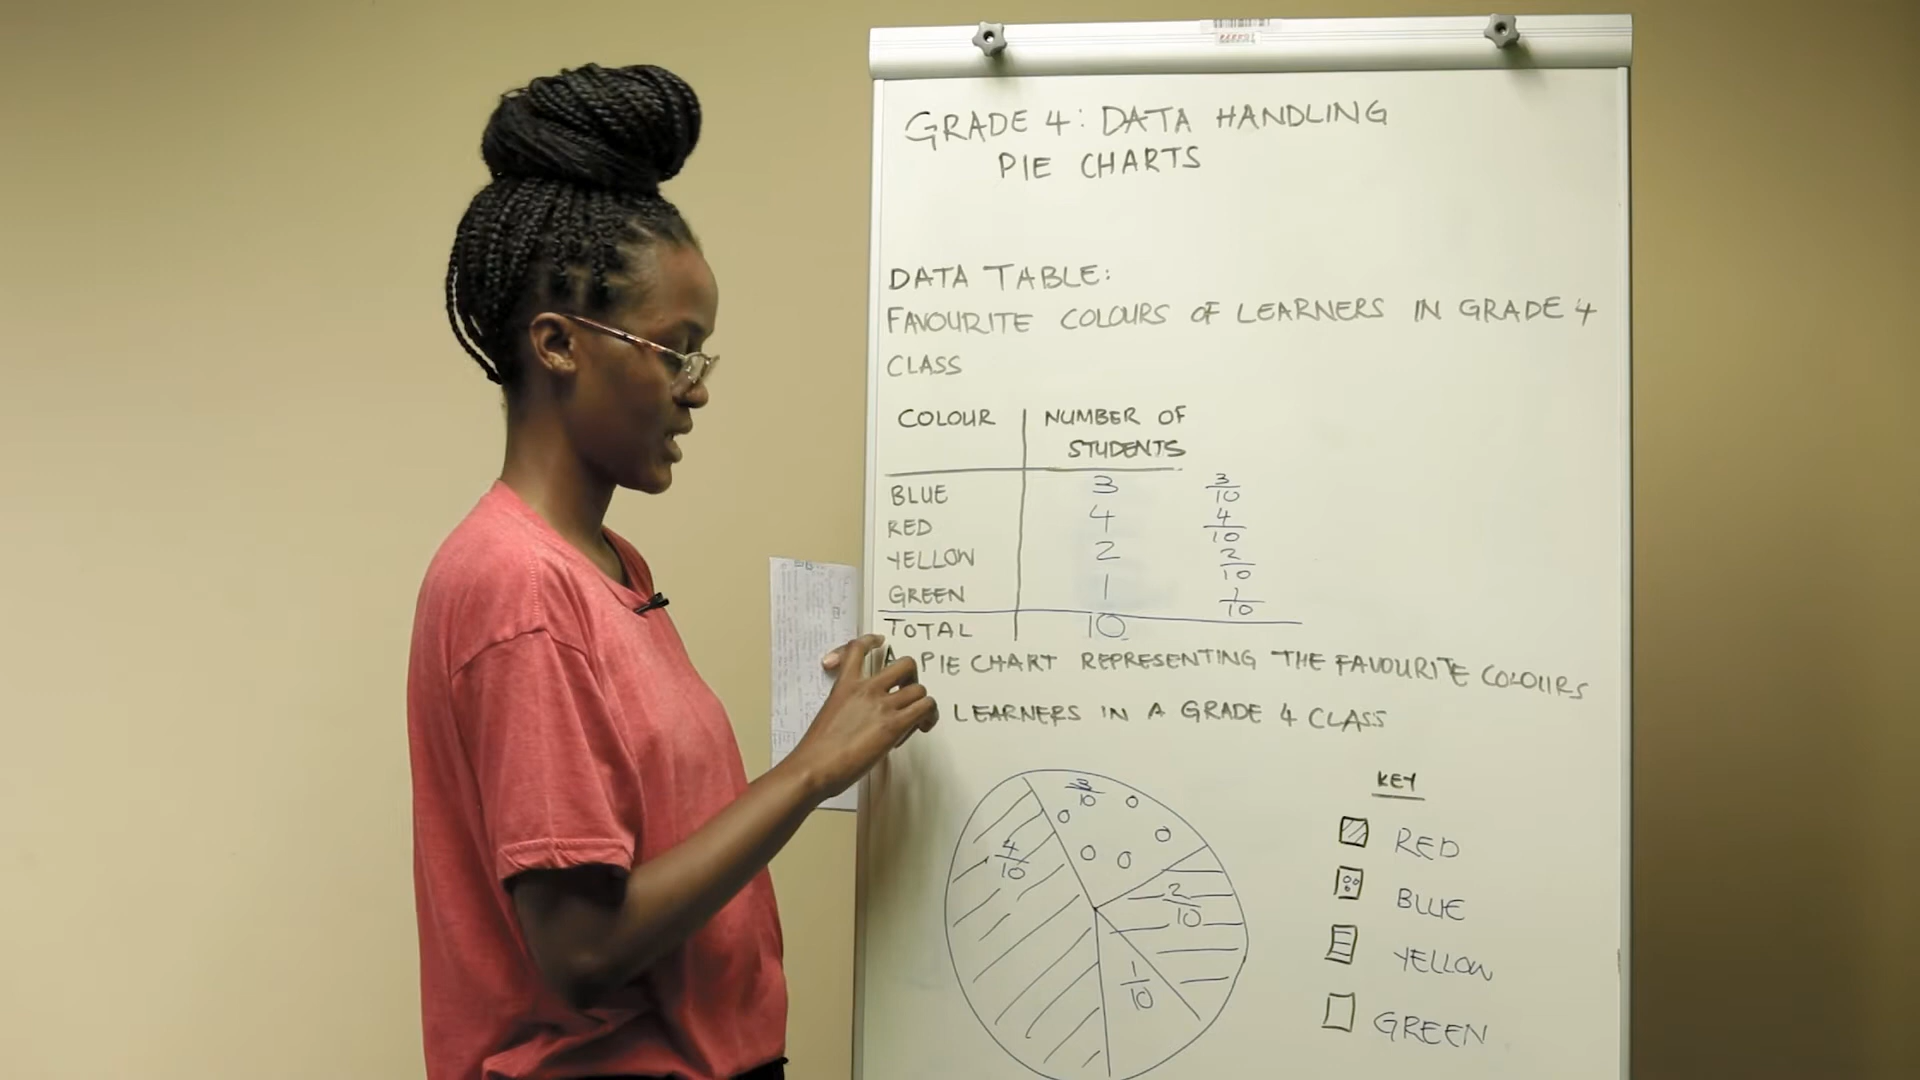 GRADE 4: DATA HANDLING
PIE CHARTS
DATA TABLE:
FAVOURITE COLOURS OF LEARNERS IN GRADE 4
CLASS
COLOUR NUMBER OF
STUDENTS
BLUE 3 3/10
RED 4 4/10
YELLOW 2 2/10
GREEN 1 1/10
TOTAL 10
A PIE CHART REPRESENTING THE FAVOURITE COLOURS
LEARNERS IN A GRADE 4 CLASS
3/10
4/10
2/10
1/10
KEY
RED
BLUE
YELLOW
GREEN